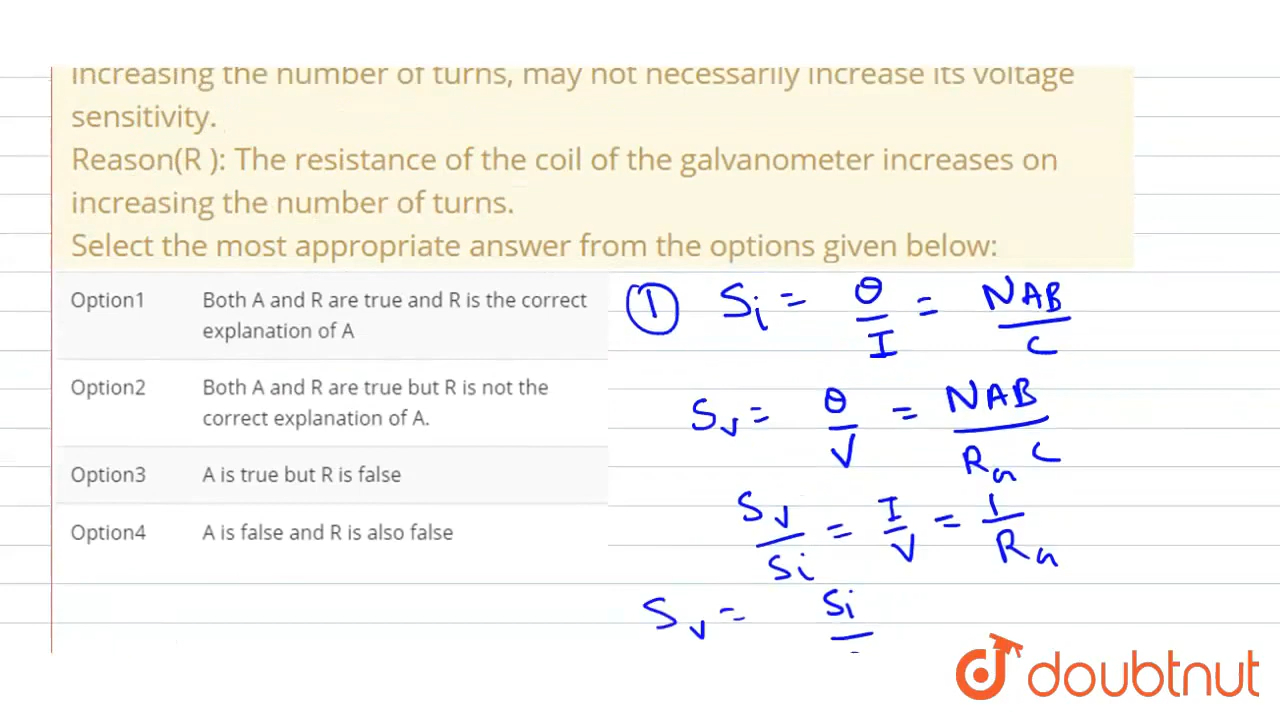 increasing the number of turns, may not necessarily increase its voltage
sensitivity.
Reason(R ): The resistance of the coil of the galvanometer increases on
increasing the number of turns.
Select the most appropriate answer from the options given below:
Option1 Both A and R are true and R is the correct
explanation of A
Option2 Both A and R are true but R is not the
correct explanation of A.
Option3 A is true but R is false
Option4 A is false and R is also false
① Si = θ/I = NAB/C
Sv = θ/V = NAB/RG C
Sv/Si = I/V = 1/RG
Sv = Si/
doubtnut